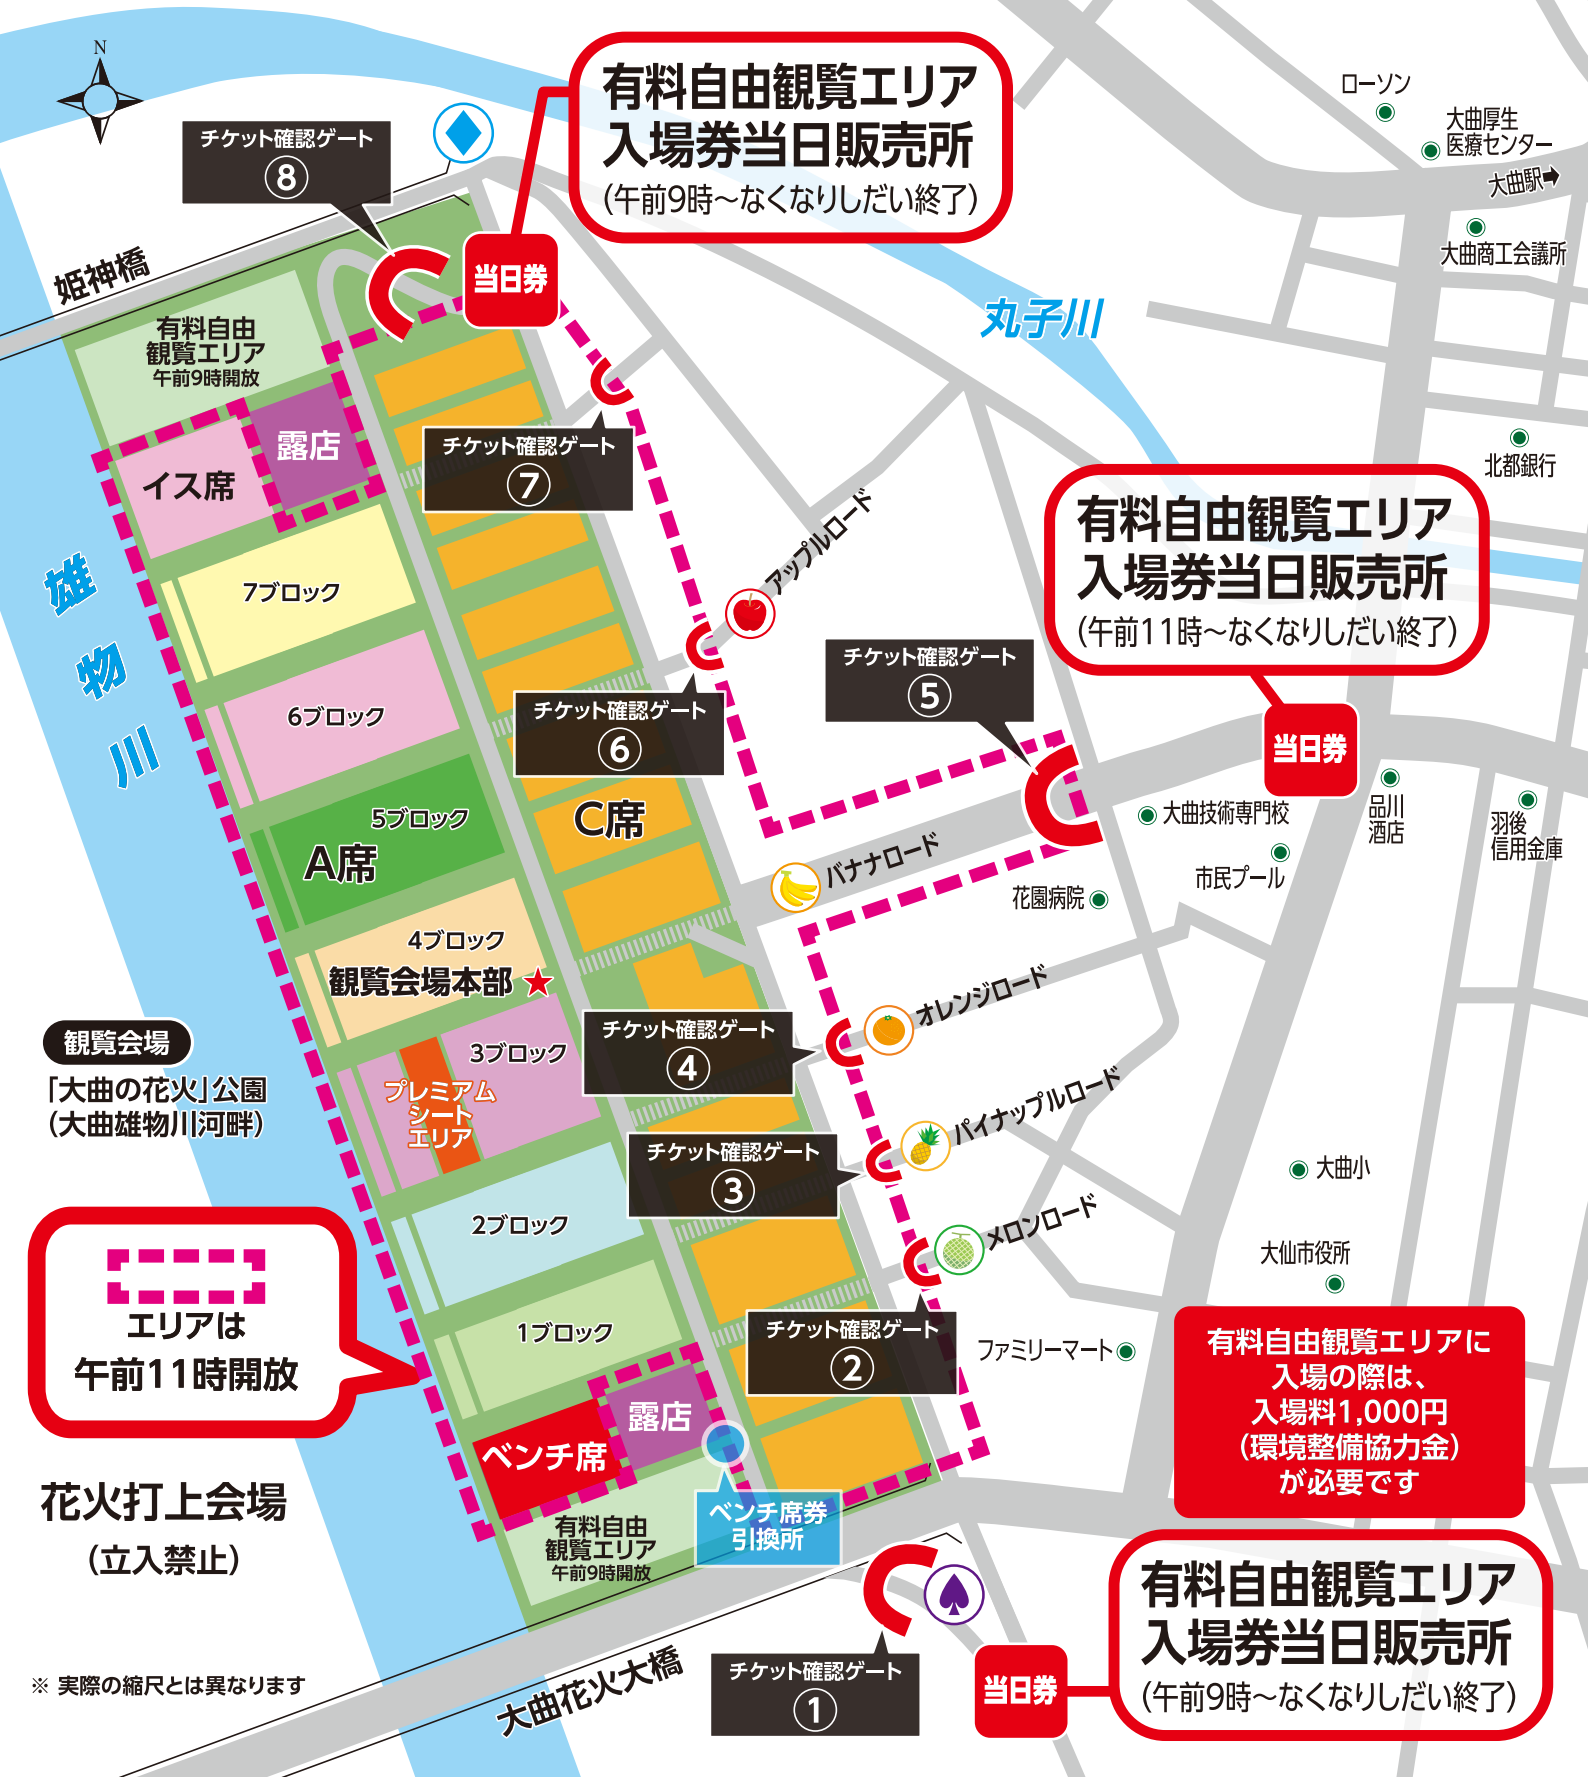 N
有料自由観覧エリア
入場券当日販売所
(午前9時〜なくなりしだい終了)
チケット確認ゲート
⑧
当日券
姫神橋
有料自由
観覧エリア
午前9時開放
露店
イス席
チケット確認ゲート
⑦
7ブロック
6ブロック
5ブロック
A席
4ブロック
観覧会場本部★
3ブロック
プレミアム
シート
エリア
2ブロック
1ブロック
露店
ベンチ席
有料自由
観覧エリア
午前9時開放
ベンチ席券
引換所
C席
雄物川
丸子川
ローソン
大曲厚生
医療センター
大曲駅➡
大曲商工会議所
北都銀行
有料自由観覧エリア
入場券当日販売所
(午前11時〜なくなりしだい終了)
当日券
アップルロード
チケット確認ゲート
⑥
チケット確認ゲート
⑤
バナナロード
大曲技術専門校
市民プール
花園病院
品川
酒店
羽後
信用金庫
オレンジロード
チケット確認ゲート
④
パイナップルロード
チケット確認ゲート
③
メロンロード
チケット確認ゲート
②
ファミリーマート
大曲小
大仙市役所
観覧会場
「大曲の花火」公園
(大曲雄物川河畔)
エリアは
午前11時開放
花火打上会場
(立入禁止)
有料自由観覧エリアに
入場の際は、
入場料1,000円
(環境整備協力金)
が必要です
有料自由観覧エリア
入場券当日販売所
(午前9時〜なくなりしだい終了)
当日券
チケット確認ゲート
①
大曲花火大橋
※ 実際の縮尺とは異なります